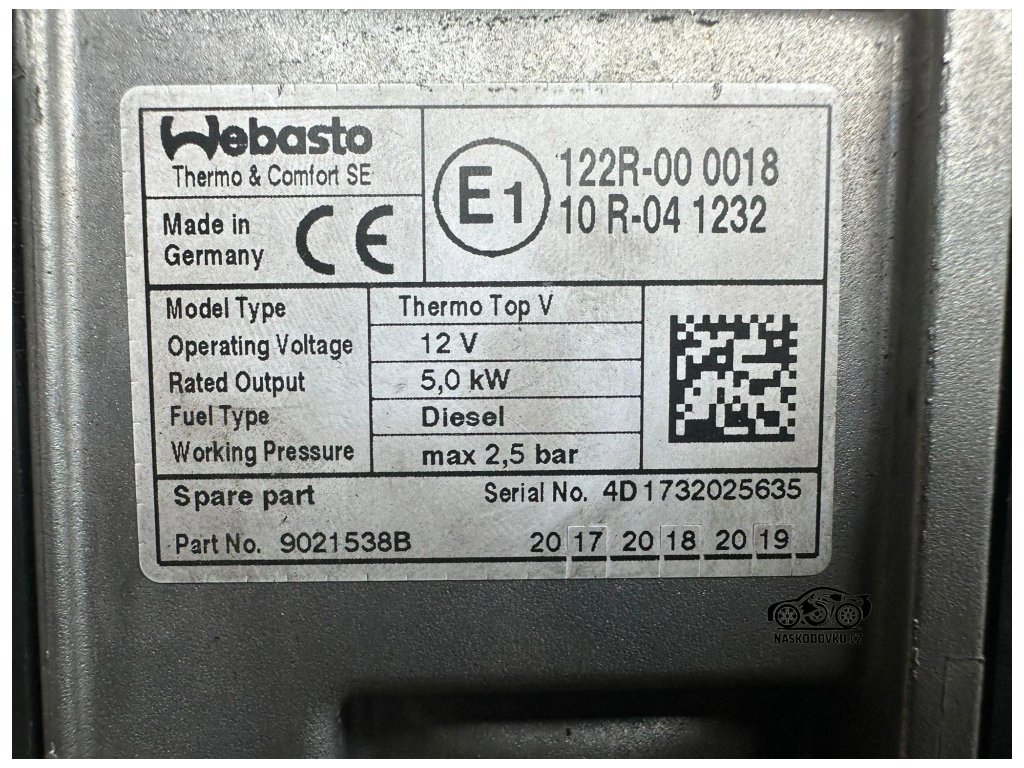 Webasto
Thermo & Comfort SE
Made in
Germany
CE
E1
122R-00 0018
10 R-04 1232
Model Type Thermo Top V
Operating Voltage 12 V
Rated Output 5,0 kW
Fuel Type Diesel
Working Pressure max 2,5 bar
Spare part Serial No. 4D1732025635
Part No. 9021538B 20 17 20 18 20 19
NASKODOVKU.CZ